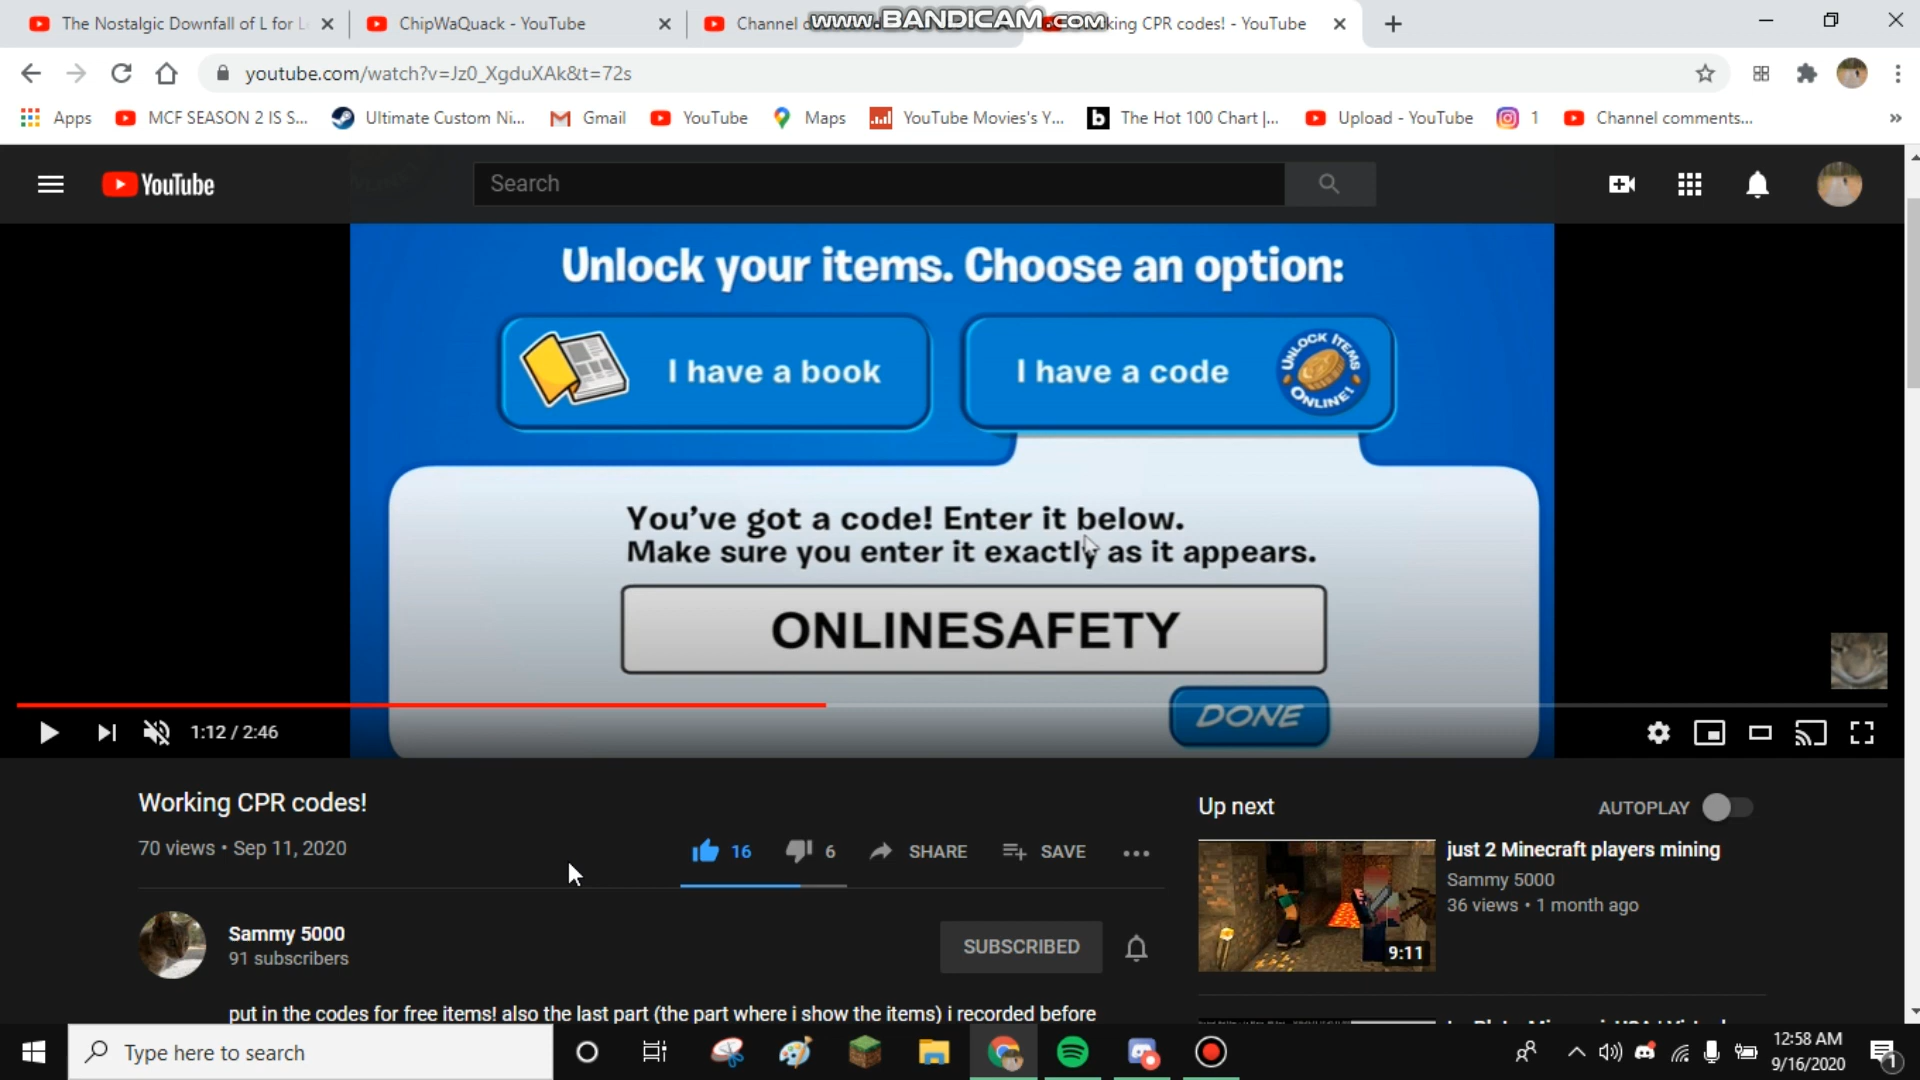 The Nostalgic Downfall of L for L
ChipWaQuack - YouTube
Channel d
www.BANDICAM.com
king CPR codes! - YouTube
youtube.com/watch?v=Jz0_XgduXAk&t=72s
Apps
MCF SEASON 2 IS S...
Ultimate Custom Ni...
Gmail
YouTube
Maps
YouTube Movies's Y...
The Hot 100 Chart |...
Upload - YouTube
1
Channel comments...
YouTube
Search
Unlock your items. Choose an option:
I have a book
I have a code
UNLOCK ITEMS ONLINE!
You've got a code! Enter it below.
Make sure you enter it exactly as it appears.
ONLINESAFETY
DONE
1:12 / 2:46
Working CPR codes!
70 views • Sep 11, 2020
16
6
SHARE
SAVE
Sammy 5000
91 subscribers
SUBSCRIBED
put in the codes for free items! also the last part (the part where i show the items) i recorded before
Up next
AUTOPLAY
just 2 Minecraft players mining
Sammy 5000
36 views • 1 month ago
9:11
Type here to search
12:58 AM
9/16/2020
1